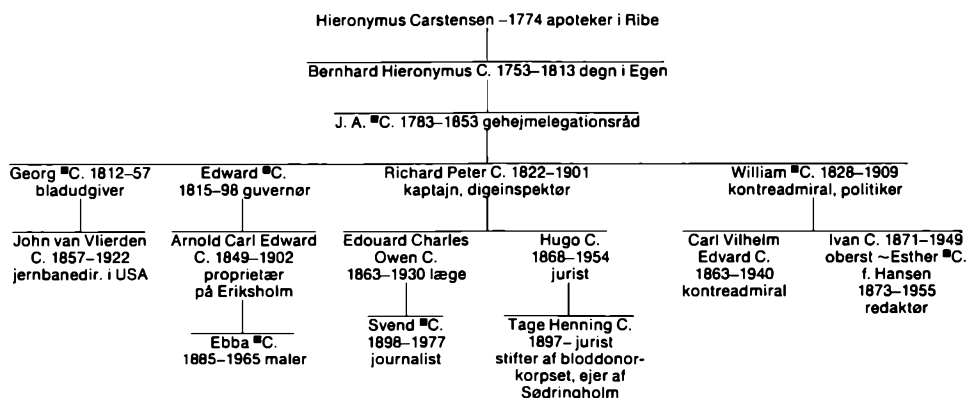 Hieronymus Carstensen –1774 apoteker i Ribe
Bernhard Hieronymus C. 1753–1813 degn i Egen
J. A. ■C. 1783–1853 gehejmelegationsråd
Georg ■C. 1812–57
bladudgiver
Edward ■C.
1815–98 guvernør
Richard Peter C. 1822–1901
kaptajn, digeinspektør
William ■C. 1828–1909
kontreadmiral, politiker
John van Vlierden
C. 1857–1922
jernbanedir. i USA
Arnold Carl Edward
C. 1849–1902
proprietær
på Eriksholm
Edouard Charles
Owen C.
1863–1930 læge
Hugo C.
1868–1954
jurist
Carl Vilhelm
Edvard C.
1863–1940
kontreadmiral
Ivan C. 1871–1949
oberst ~Esther ■C.
f. Hansen
1873–1955
redaktør
Ebba ■C.
1885–1965 maler
Svend ■C.
1898–1977
journalist
Tage Henning C.
1897– jurist
stifter af bloddonor-
korpset, ejer af
Sødringholm